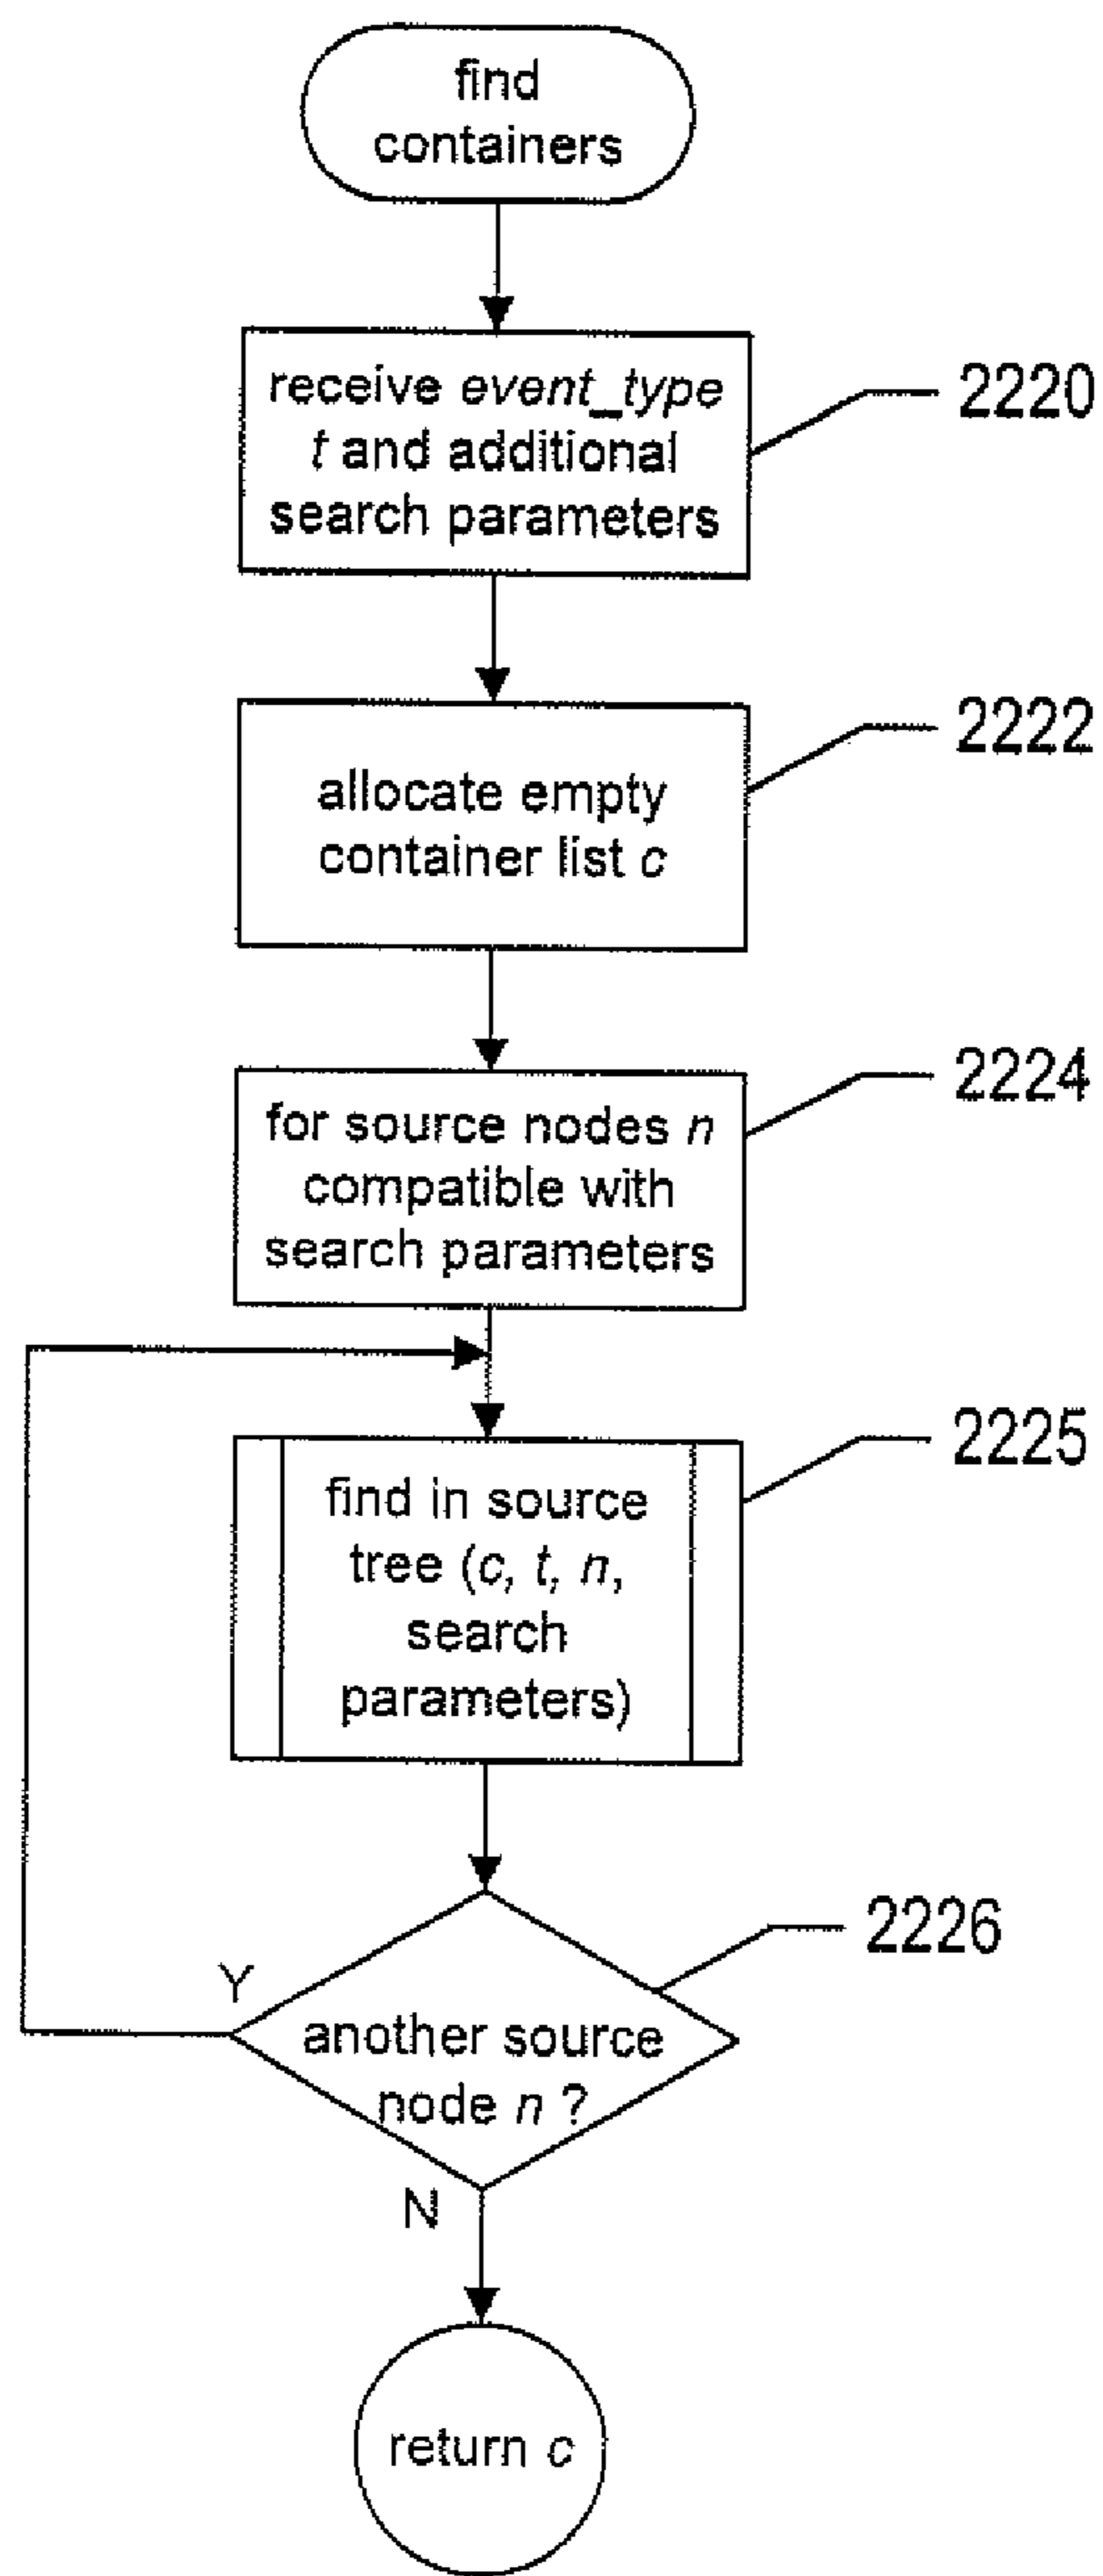 find
containers
receive event_type
t and additional
search parameters
2220
allocate empty
container list c
2222
for source nodes n
compatible with
search parameters
2224
find in source
tree (c, t, n,
search
parameters)
2225
another source
node n ?
2226
Y
N
return c